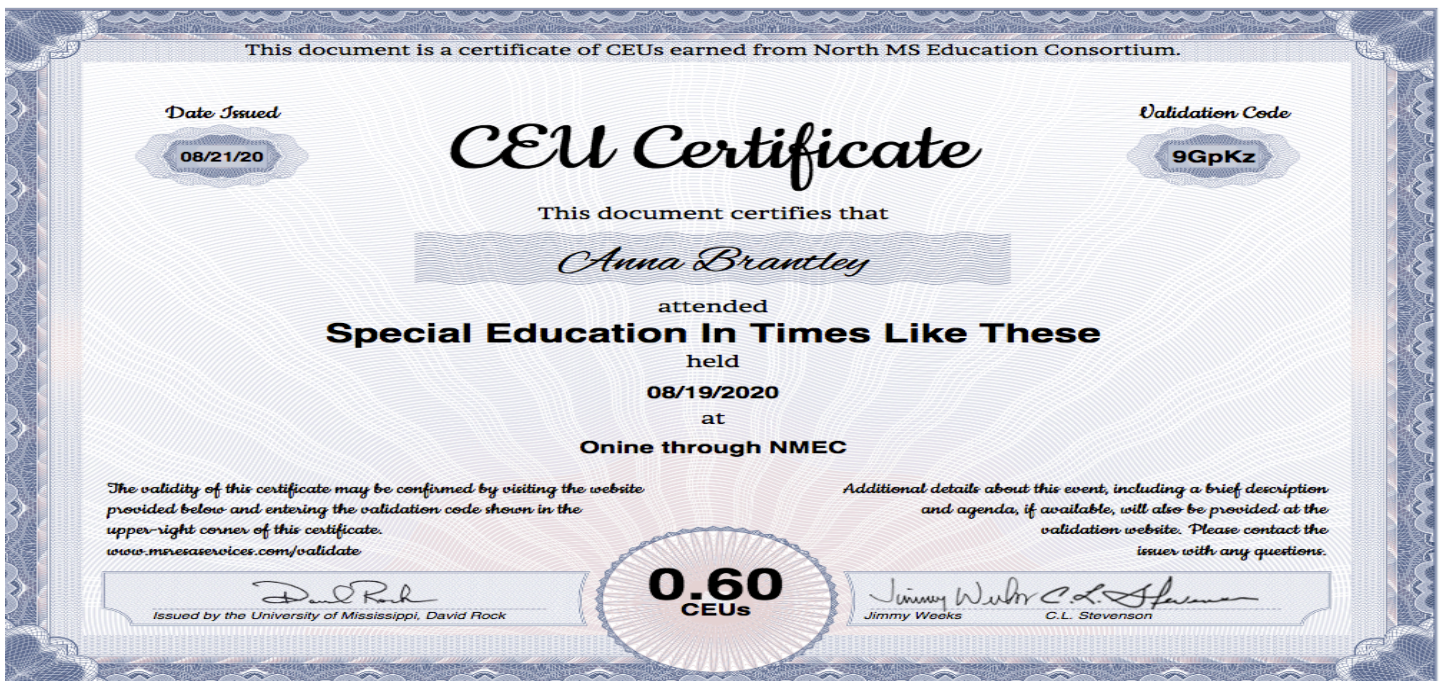 This document is a certificate of CEUs earned from North MS Education Consortium.
Date Issued
08/21/20
CEU Certificate
Validation Code
9GpKz
This document certifies that
Anna Brantley
attended
Special Education In Times Like These
held
08/19/2020
at
Onine through NMEC
The validity of this certificate may be confirmed by visiting the website
provided below and entering the validation code shown in the
upper-right corner of this certificate.
www.msresaservices.com/validate
Additional details about this event, including a brief description
and agenda, if available, will also be provided at the
validation website. Please contact the
issuer with any questions.
David Rock
Issued by the University of Mississippi, David Rock
0.60
CEUs
Jimmy Weeks C.L. Stevenson
Jimmy Weeks C.L. Stevenson